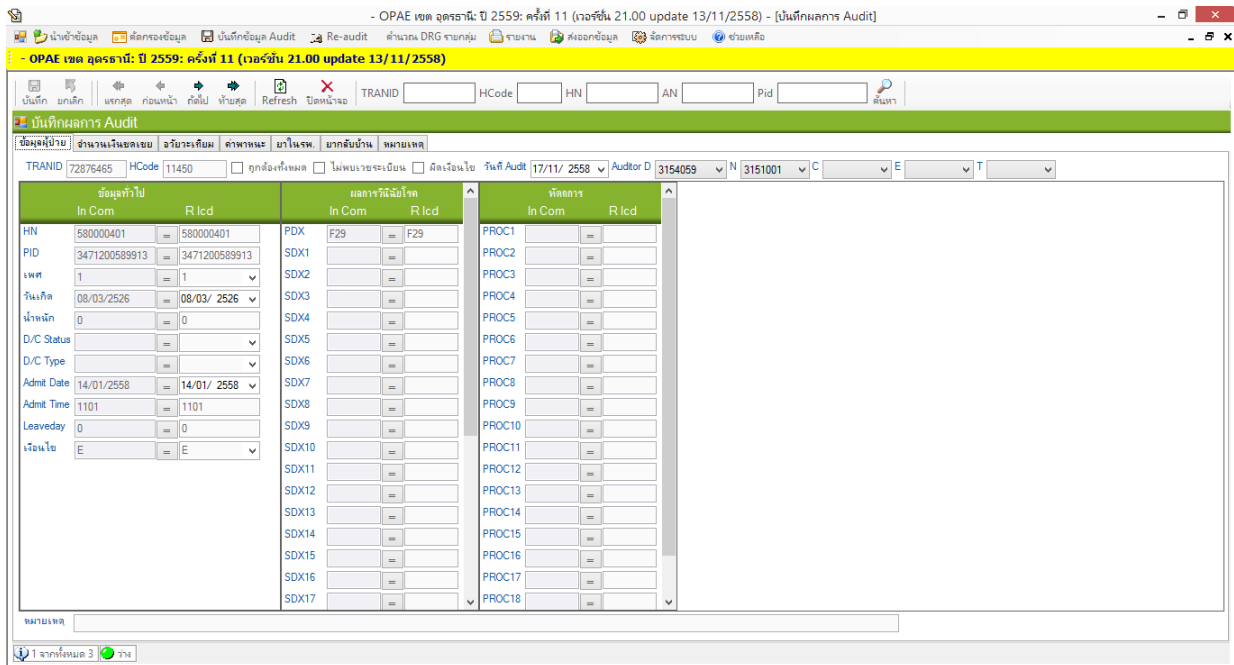 - OPAE เขต อุดรธานี: ปี 2559: ครั้งที่ 11 (เวอร์ชั่น 21.00 update 13/11/2558) - [บันทึกผลการ Audit]
นำเข้าข้อมูล คัดกรองข้อมูล บันทึกข้อมูล Audit Re-audit คำนวณ DRG รายกลุ่ม รายงาน ส่งออกข้อมูล จัดการระบบ ช่วยเหลือ
- OPAE เขต อุดรธานี: ปี 2559: ครั้งที่ 11 (เวอร์ชั่น 21.00 update 13/11/2558)
บันทึก ยกเลิก แรกสุด ก่อนหน้า ถัดไป ท้ายสุด Refresh ปิดหน้าจอ TRANID HCode HN AN Pid ค้นหา
บันทึกผลการ Audit
ข้อมูลผู้ป่วย จำนวนเงินชดเชย อวัยวะเทียม ค่าพาหนะ ยาในรพ. ยากลับบ้าน หมายเหตุ
TRANID 72876465 HCode 11450 ถูกต้องทั้งหมด ไม่พบเวชระเบียน ผิดเงื่อนไข วันที่ Audit 17/11/ 2558 Auditor D 3154059 N 3151001 C E T
ข้อมูลทั่วไป ผลการวินิฉัยโรค หัตถการ
In Com R Icd In Com R Icd In Com R Icd
HN 580000401 = 580000401 PDX F29 = F29 PROC1 =
PID 3471200589913 = 3471200589913 SDX1 = PROC2 =
เพศ 1 = 1 SDX2 = PROC3 =
วันเกิด 08/03/2526 = 08/03/ 2526 SDX3 = PROC4 =
น้ำหนัก 0 = 0 SDX4 = PROC5 =
D/C Status = SDX5 = PROC6 =
D/C Type = SDX6 = PROC7 =
Admit Date 14/01/2558 = 14/01/ 2558 SDX7 = PROC8 =
Admit Time 1101 = 1101 SDX8 = PROC9 =
Leaveday 0 = 0 SDX9 = PROC10 =
เงื่อนไข E = E SDX10 = PROC11 =
SDX11 = PROC12 =
SDX12 = PROC13 =
SDX13 = PROC14 =
SDX14 = PROC15 =
SDX15 = PROC16 =
SDX16 = PROC17 =
SDX17 = PROC18 =
หมายเหตุ
1 จากทั้งหมด 3 ว่าง